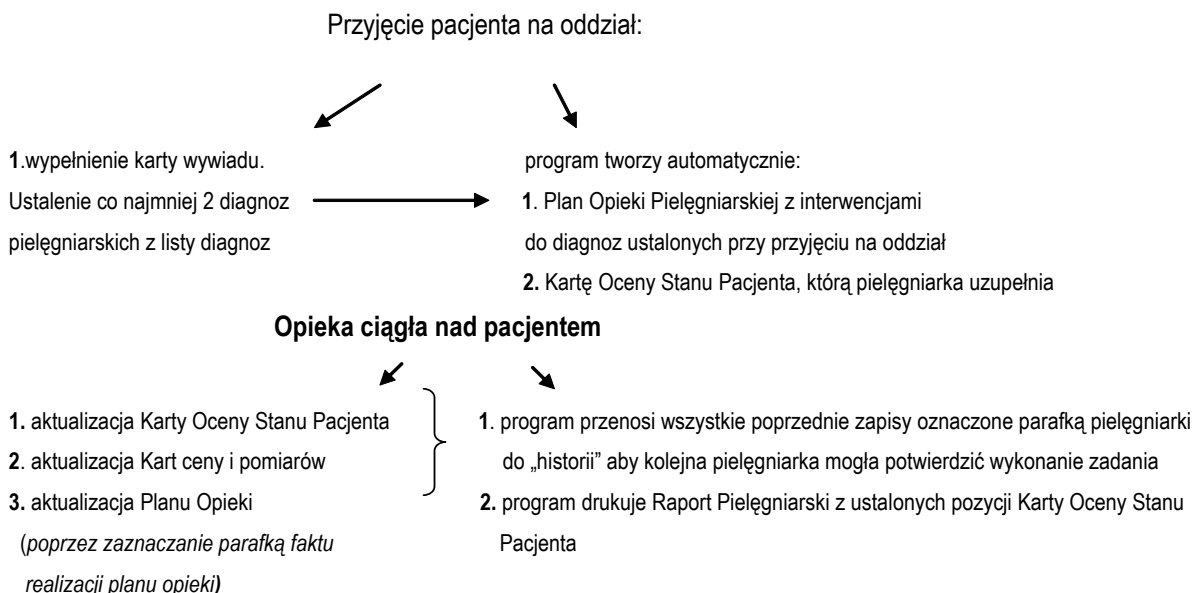 Przyjęcie pacjenta na oddział:
1.wypełnienie karty wywiadu.
Ustalenie co najmniej 2 diagnoz
pielęgniarskich z listy diagnoz
program tworzy automatycznie:
1. Plan Opieki Pielęgniarskiej z interwencjami
do diagnoz ustalonych przy przyjęciu na oddział
2. Kartę Oceny Stanu Pacjenta, którą pielęgniarka uzupełnia
Opieka ciągła nad pacjentem
1. aktualizacja Karty Oceny Stanu Pacjenta
2. aktualizacja Kart ceny i pomiarów
3. aktualizacja Planu Opieki
(poprzez zaznaczanie parafką faktu
realizacji planu opieki)
1. program przenosi wszystkie poprzednie zapisy oznaczone parafką pielęgniarki
do „historii” aby kolejna pielęgniarka mogła potwierdzić wykonanie zadania
2. program drukuje Raport Pielęgniarski z ustalonych pozycji Karty Oceny Stanu
Pacjenta